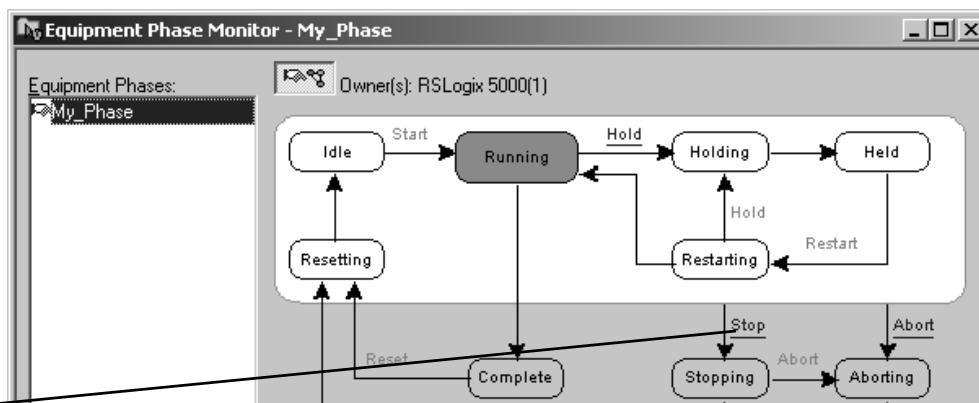 Equipment Phase Monitor - My_Phase
Equipment Phases:
Owner(s): RSLogix 5000(1)
My_Phase
Start
Hold
Idle
Running
Holding
Held
Hold
Restart
Resetting
Restarting
Stop
Abort
Reset
Abort
Complete
Stopping
Aborting